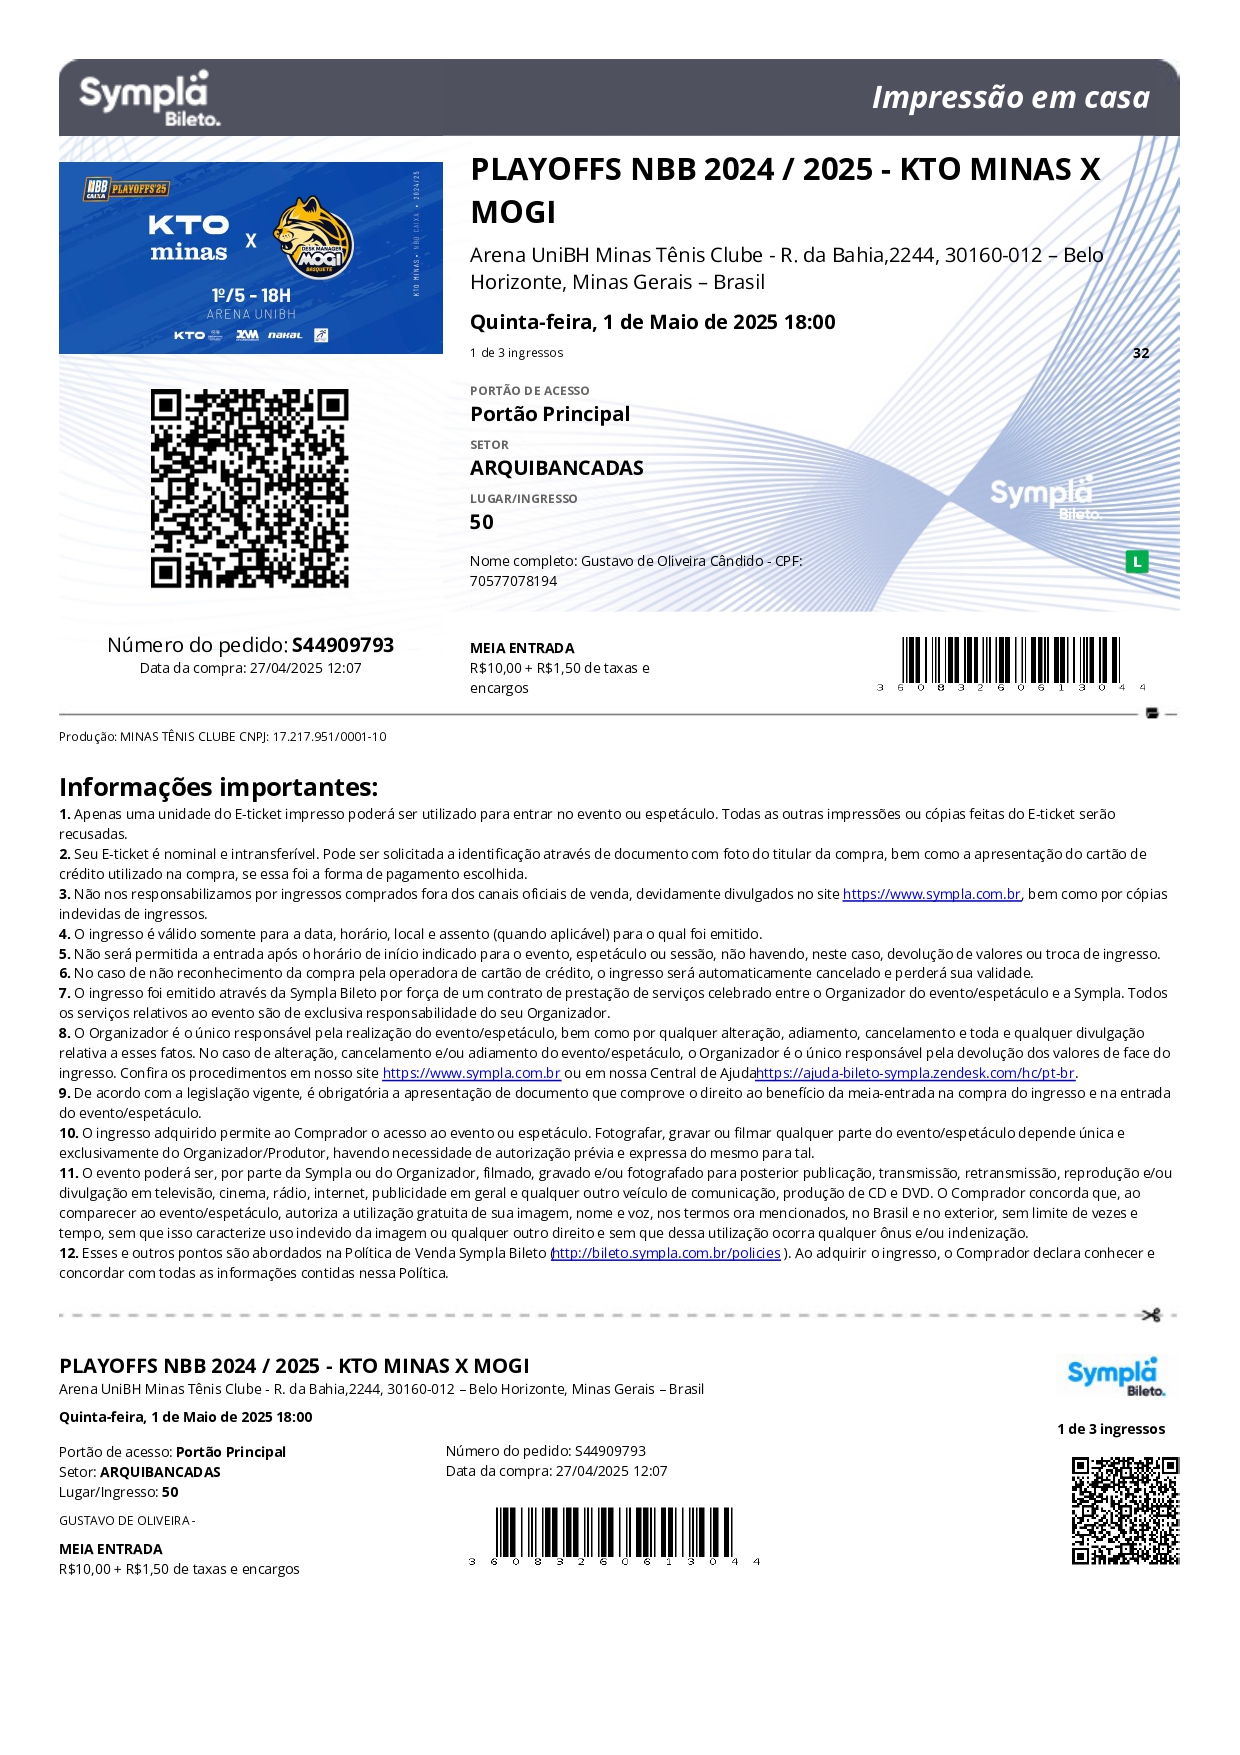 Sympla
Bileto.
Impressão em casa
NBB
CAIXA
PLAYOFFS'25
KTO
minas
X
DESK MANAGER
MOGI
BASQUETE
1º/5 - 18H
ARENA UNIBH
KTO MINAS • NBB CAIXA • 2024/25
KTO
PLAYOFFS NBB 2024 / 2025 - KTO MINAS X
MOGI
Arena UniBH Minas Tênis Clube - R. da Bahia,2244, 30160-012 – Belo
Horizonte, Minas Gerais – Brasil
Quinta-feira, 1 de Maio de 2025 18:00
1 de 3 ingressos
32
PORTÃO DE ACESSO
Portão Principal
SETOR
ARQUIBANCADAS
LUGAR/INGRESSO
50
Sympla
Bileto.
Nome completo: Gustavo de Oliveira Cândido - CPF:
70577078194
L
Número do pedido: S44909793
Data da compra: 27/04/2025 12:07
MEIA ENTRADA
R$10,00 + R$1,50 de taxas e
encargos
3 6 0 8 3 2 6 0 6 1 3 0 4 4
Produção: MINAS TÊNIS CLUBE CNPJ: 17.217.951/0001-10
Informações importantes:
1. Apenas uma unidade do E-ticket impresso poderá ser utilizado para entrar no evento ou espetáculo. Todas as outras impressões ou cópias feitas do E-ticket serão
recusadas.
2. Seu E-ticket é nominal e intransferível. Pode ser solicitada a identificação através de documento com foto do titular da compra, bem como a apresentação do cartão de
crédito utilizado na compra, se essa foi a forma de pagamento escolhida.
3. Não nos responsabilizamos por ingressos comprados fora dos canais oficiais de venda, devidamente divulgados no site https://www.sympla.com.br, bem como por cópias
indevidas de ingressos.
4. O ingresso é válido somente para a data, horário, local e assento (quando aplicável) para o qual foi emitido.
5. Não será permitida a entrada após o horário de início indicado para o evento, espetáculo ou sessão, não havendo, neste caso, devolução de valores ou troca de ingresso.
6. No caso de não reconhecimento da compra pela operadora de cartão de crédito, o ingresso será automaticamente cancelado e perderá sua validade.
7. O ingresso foi emitido através da Sympla Bileto por força de um contrato de prestação de serviços celebrado entre o Organizador do evento/espetáculo e a Sympla. Todos
os serviços relativos ao evento são de exclusiva responsabilidade do seu Organizador.
8. O Organizador é o único responsável pela realização do evento/espetáculo, bem como por qualquer alteração, adiamento, cancelamento e toda e qualquer divulgação
relativa a esses fatos. No caso de alteração, cancelamento e/ou adiamento do evento/espetáculo, o Organizador é o único responsável pela devolução dos valores de face do
ingresso. Confira os procedimentos em nosso site https://www.sympla.com.br ou em nossa Central de Ajudahttps://ajuda-bileto-sympla.zendesk.com/hc/pt-br.
9. De acordo com a legislação vigente, é obrigatória a apresentação de documento que comprove o direito ao benefício da meia-entrada na compra do ingresso e na entrada
do evento/espetáculo.
10. O ingresso adquirido permite ao Comprador o acesso ao evento ou espetáculo. Fotografar, gravar ou filmar qualquer parte do evento/espetáculo depende única e
exclusivamente do Organizador/Produtor, havendo necessidade de autorização prévia e expressa do mesmo para tal.
11. O evento poderá ser, por parte da Sympla ou do Organizador, filmado, gravado e/ou fotografado para posterior publicação, transmissão, retransmissão, reprodução e/ou
divulgação em televisão, cinema, rádio, internet, publicidade em geral e qualquer outro veículo de comunicação, produção de CD e DVD. O Comprador concorda que, ao
comparecer ao evento/espetáculo, autoriza a utilização gratuita de sua imagem, nome e voz, nos termos ora mencionados, no Brasil e no exterior, sem limite de vezes e
tempo, sem que isso caracterize uso indevido da imagem ou qualquer outro direito e sem que dessa utilização ocorra qualquer ônus e/ou indenização.
12. Esses e outros pontos são abordados na Política de Venda Sympla Bileto (http://bileto.sympla.com.br/policies ). Ao adquirir o ingresso, o Comprador declara conhecer e
concordar com todas as informações contidas nessa Política.
PLAYOFFS NBB 2024 / 2025 - KTO MINAS X MOGI
Arena UniBH Minas Tênis Clube - R. da Bahia,2244, 30160-012 – Belo Horizonte, Minas Gerais – Brasil
Quinta-feira, 1 de Maio de 2025 18:00
Sympla
Bileto.
1 de 3 ingressos
Portão de acesso: Portão Principal
Setor: ARQUIBANCADAS
Lugar/Ingresso: 50
GUSTAVO DE OLIVEIRA -
MEIA ENTRADA
R$10,00 + R$1,50 de taxas e encargos
Número do pedido: S44909793
Data da compra: 27/04/2025 12:07
3 6 0 8 3 2 6 0 6 1 3 0 4 4